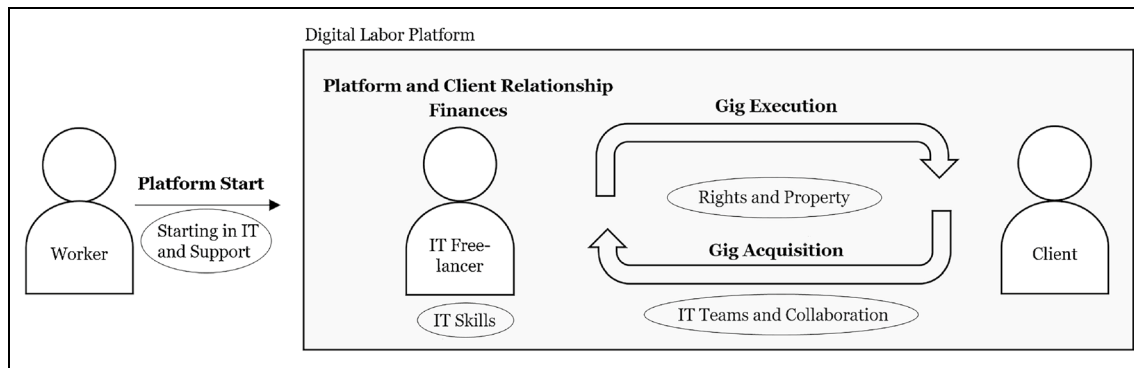 Digital Labor Platform
Platform and Client Relationship
Finances
Gig Execution
Platform Start
Starting in IT
and Support
Worker
IT Free-
lancer
IT Skills
Rights and Property
Gig Acquisition
IT Teams and Collaboration
Client